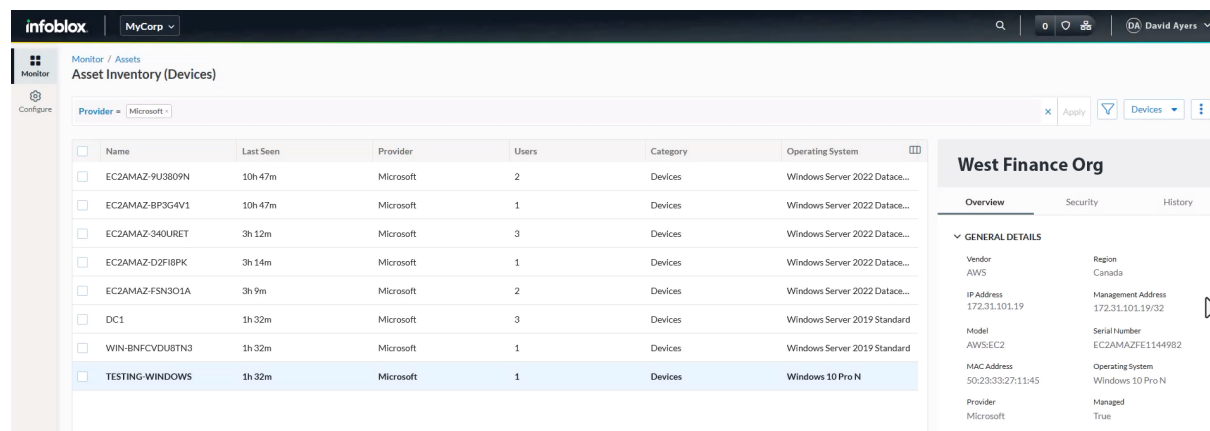 infoblox. MyCorp 0 DA David Ayers
Monitor
Configure
Monitor / Assets
Asset Inventory (Devices)
Provider = Microsoft × × Apply Devices
Name Last Seen Provider Users Category Operating System
EC2AMAZ-9U3809N 10h 47m Microsoft 2 Devices Windows Server 2022 Datace...
EC2AMAZ-BP3G4V1 10h 47m Microsoft 1 Devices Windows Server 2022 Datace...
EC2AMAZ-340URET 3h 12m Microsoft 3 Devices Windows Server 2022 Datace...
EC2AMAZ-D2FI8PK 3h 14m Microsoft 1 Devices Windows Server 2022 Datace...
EC2AMAZ-FSN3O1A 3h 9m Microsoft 2 Devices Windows Server 2022 Datace...
DC1 1h 32m Microsoft 3 Devices Windows Server 2019 Standard
WIN-BNFCVDU8TN3 1h 32m Microsoft 1 Devices Windows Server 2019 Standard
TESTING-WINDOWS 1h 32m Microsoft 1 Devices Windows 10 Pro N
West Finance Org
Overview Security History
GENERAL DETAILS
Vendor Region
AWS Canada
IP Address Management Address
172.31.101.19 172.31.101.19/32
Model Serial Number
AWS:EC2 EC2AMAZFE1144982
MAC Address Operating System
50:23:33:27:11:45 Windows 10 Pro N
Provider Managed
Microsoft True